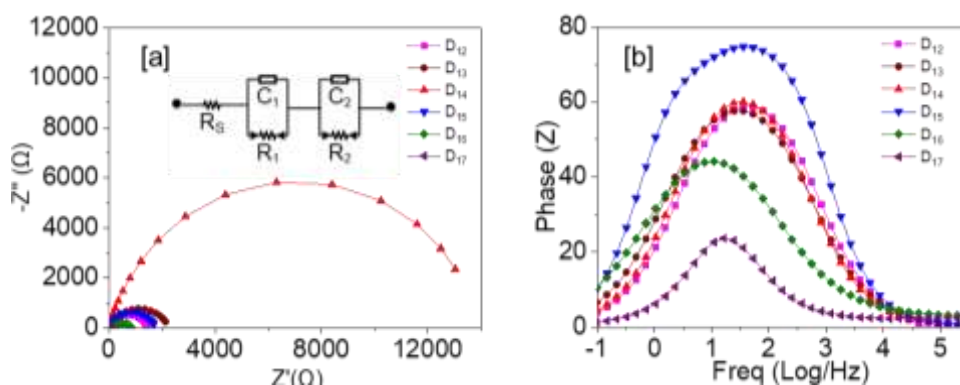 12000
10000
8000
6000
4000
2000
0
-Z" (Ω)
[a]
C₁
C₂
Rₛ
R₁
R₂
D₁₂
D₁₃
D₁₄
D₁₅
D₁₆
D₁₇
0 4000 8000 12000
Z'(Ω)
80
60
40
20
0
Phase (Z)
[b]
D₁₂
D₁₃
D₁₄
D₁₅
D₁₆
D₁₇
-1 0 1 2 3 4 5
Freq (Log/Hz)